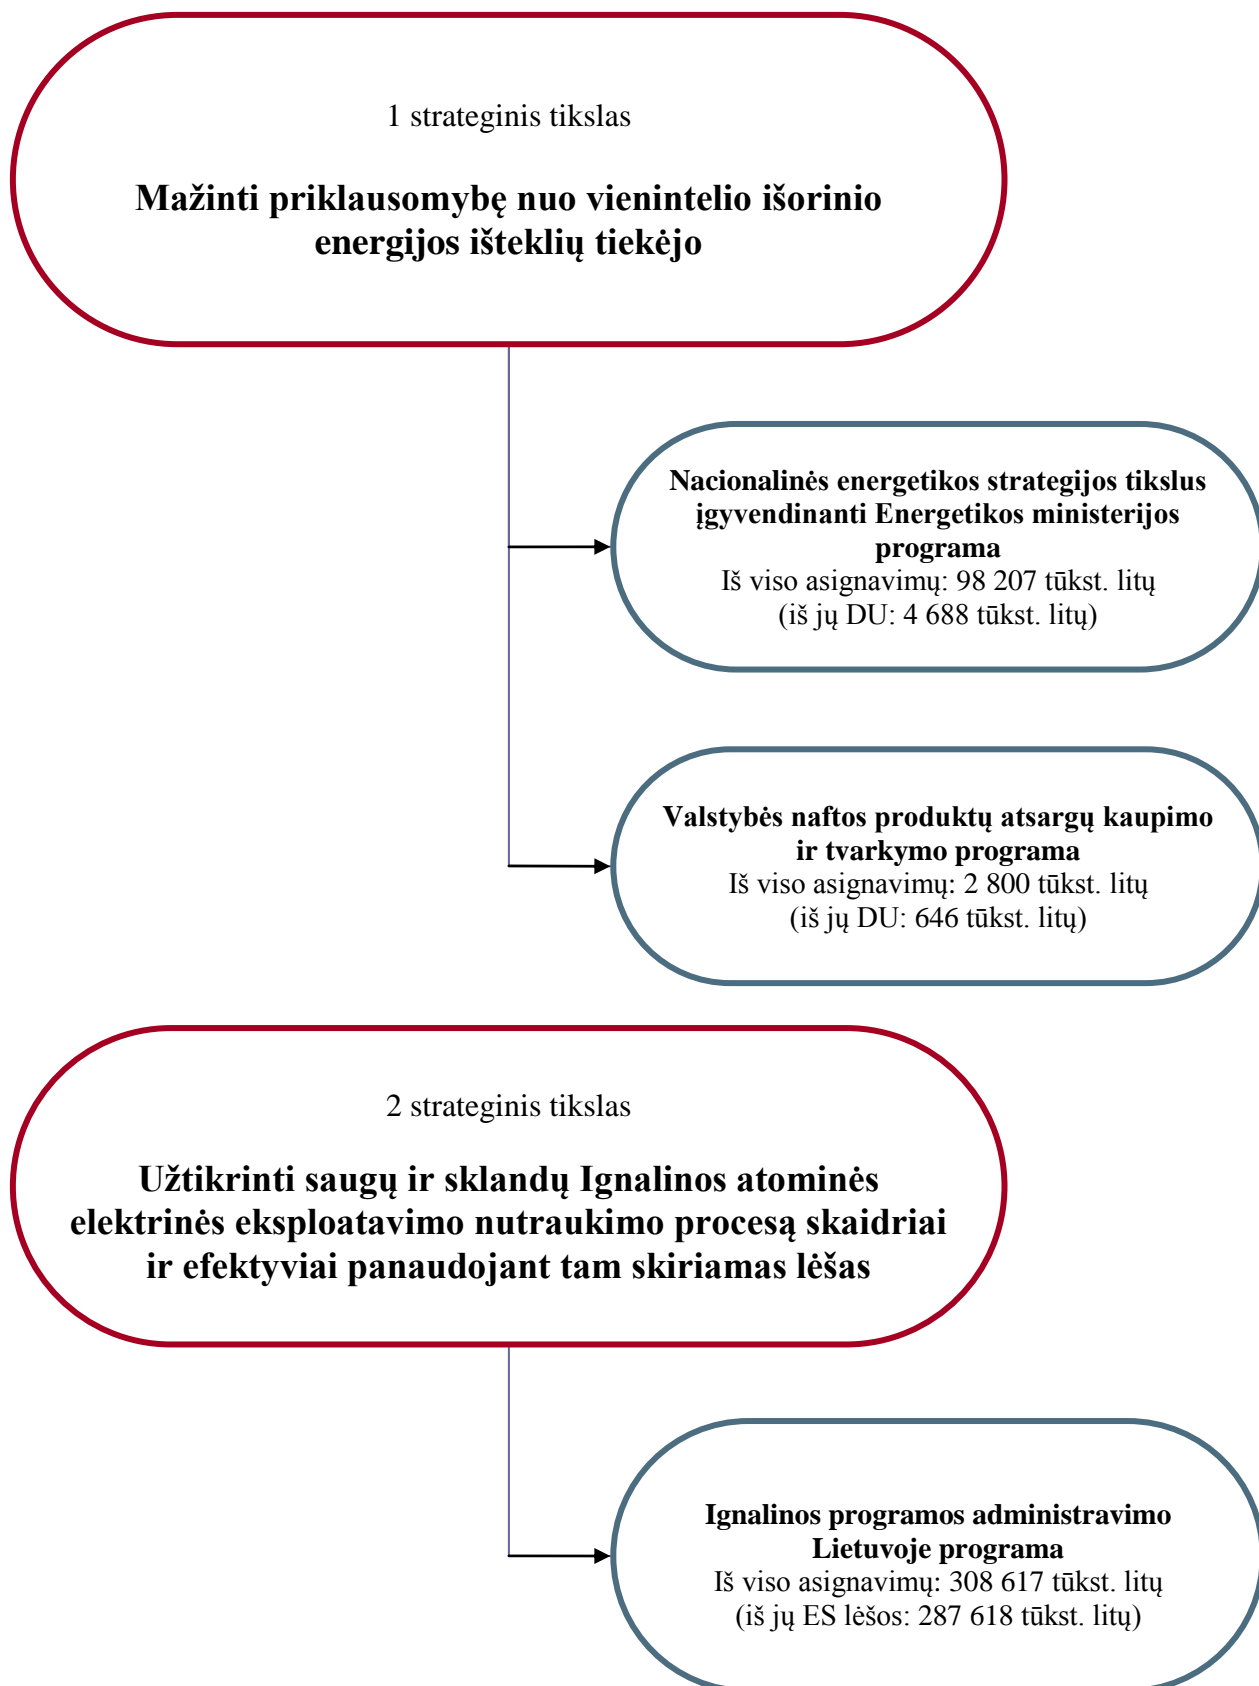 1 strateginis tikslas
Mažinti priklausomybę nuo vienintelio išorinio
energijos išteklių tiekėjo
Nacionalinės energetikos strategijos tikslus
įgyvendinanti Energetikos ministerijos
programa
Iš viso asignavimų: 98 207 tūkst. litų
(iš jų DU: 4 688 tūkst. litų)
Valstybės naftos produktų atsargų kaupimo
ir tvarkymo programa
Iš viso asignavimų: 2 800 tūkst. litų
(iš jų DU: 646 tūkst. litų)
2 strateginis tikslas
Užtikrinti saugų ir sklandų Ignalinos atominės
elektrinės eksploatavimo nutraukimo procesą skaidriai
ir efektyviai panaudojant tam skiriamas lėšas
Ignalinos programos administravimo
Lietuvoje programa
Iš viso asignavimų: 308 617 tūkst. litų
(iš jų ES lėšos: 287 618 tūkst. litų)